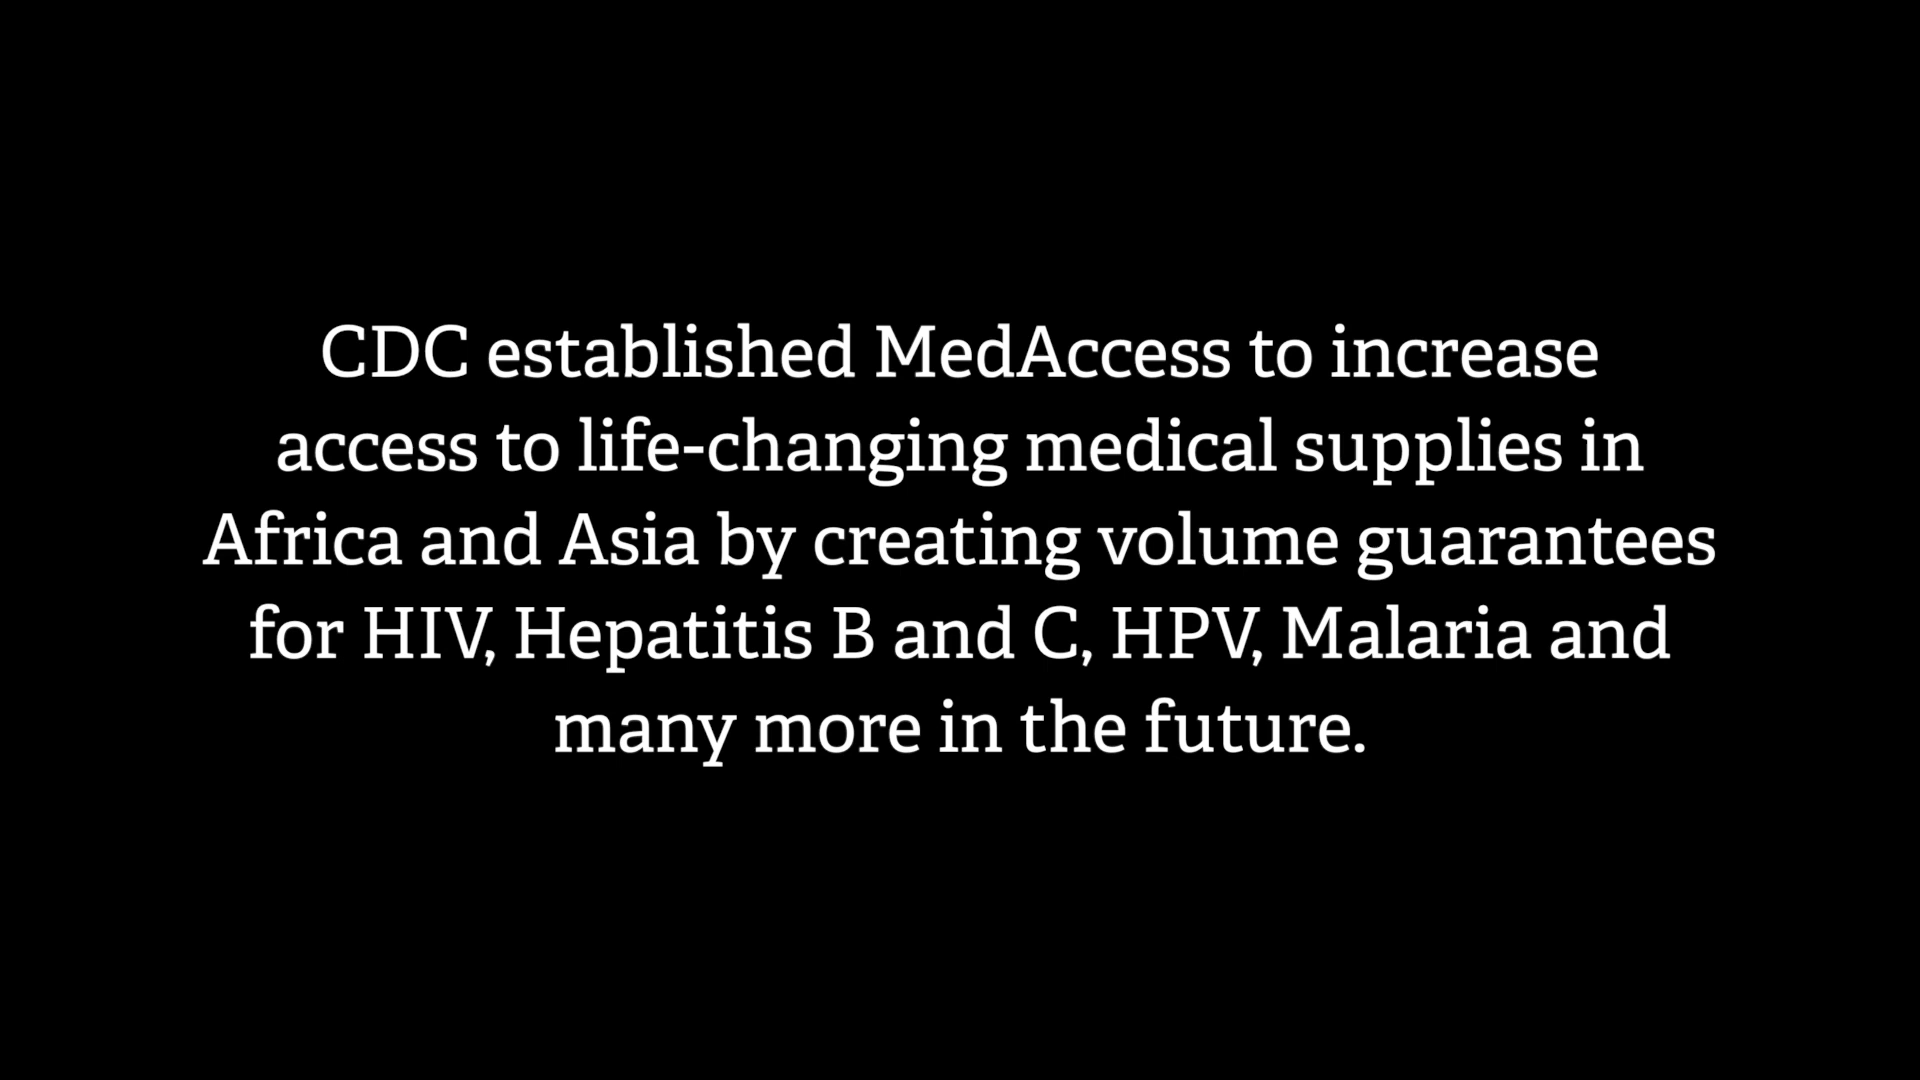 CDC established MedAccess to increase
access to life-changing medical supplies in
Africa and Asia by creating volume guarantees
for HIV, Hepatitis B and C, HPV, Malaria and
many more in the future.